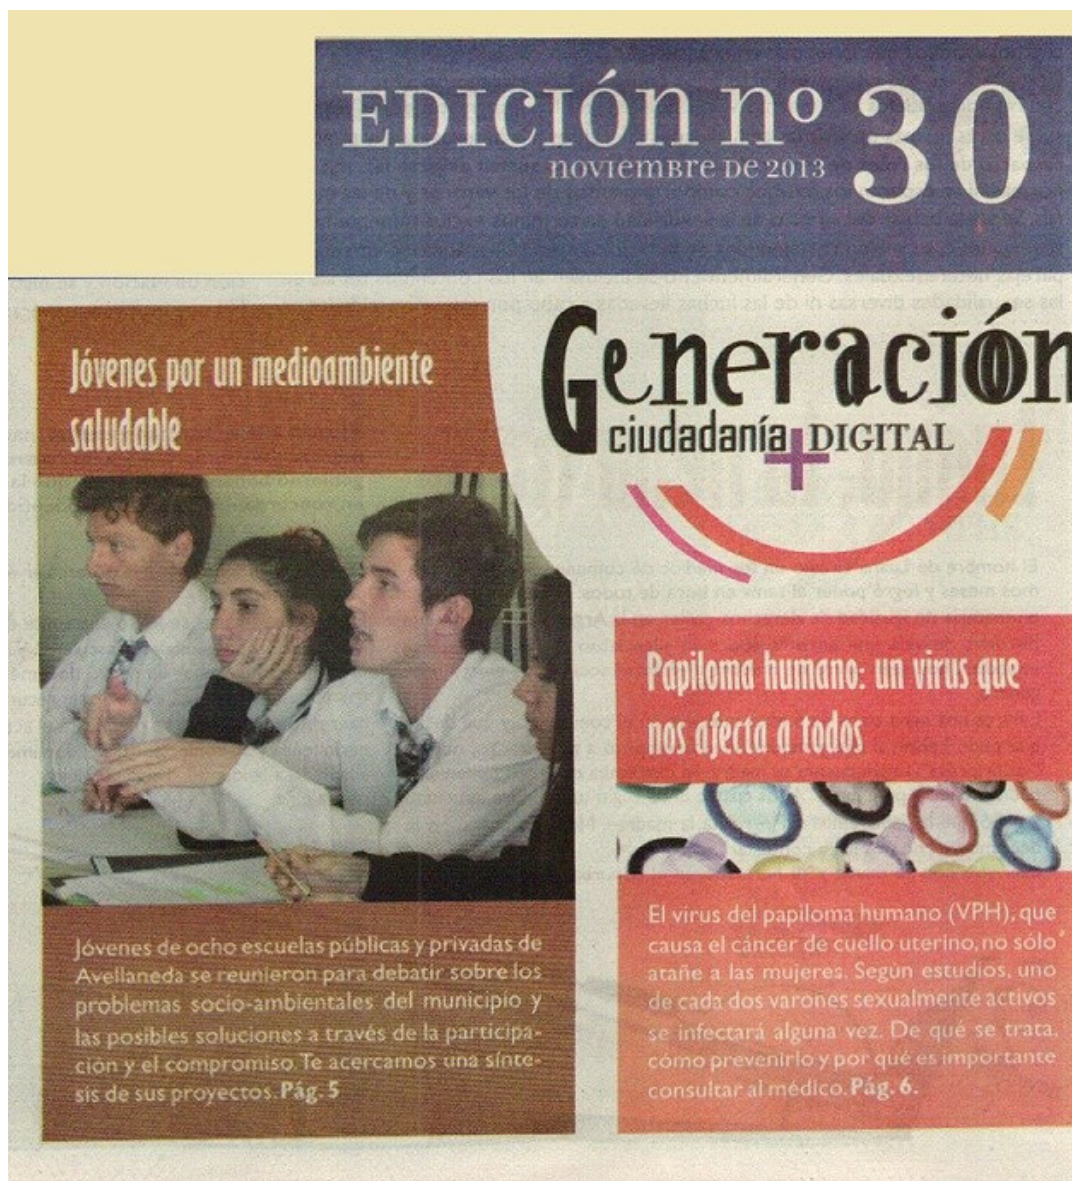 EDICIÓN nº 30
noviembre de 2013
Jóvenes por un medioambiente
saludable
Generación
ciudadanía + DIGITAL
Papiloma humano: un virus que
nos afecta a todos
Jóvenes de ocho escuelas públicas y privadas de
Avellaneda se reunieron para debatir sobre los
problemas socio-ambientales del municipio y
las posibles soluciones a través de la participa-
ción y el compromiso. Te acercamos una sínte-
sis de sus proyectos. Pág. 5
El virus del papiloma humano (VPH), que
causa el cáncer de cuello uterino, no sólo
atañe a las mujeres. Según estudios, uno
de cada dos varones sexualmente activos
se infectará alguna vez. De qué se trata,
cómo prevenirlo y por qué es importante
consultar al médico. Pág. 6.